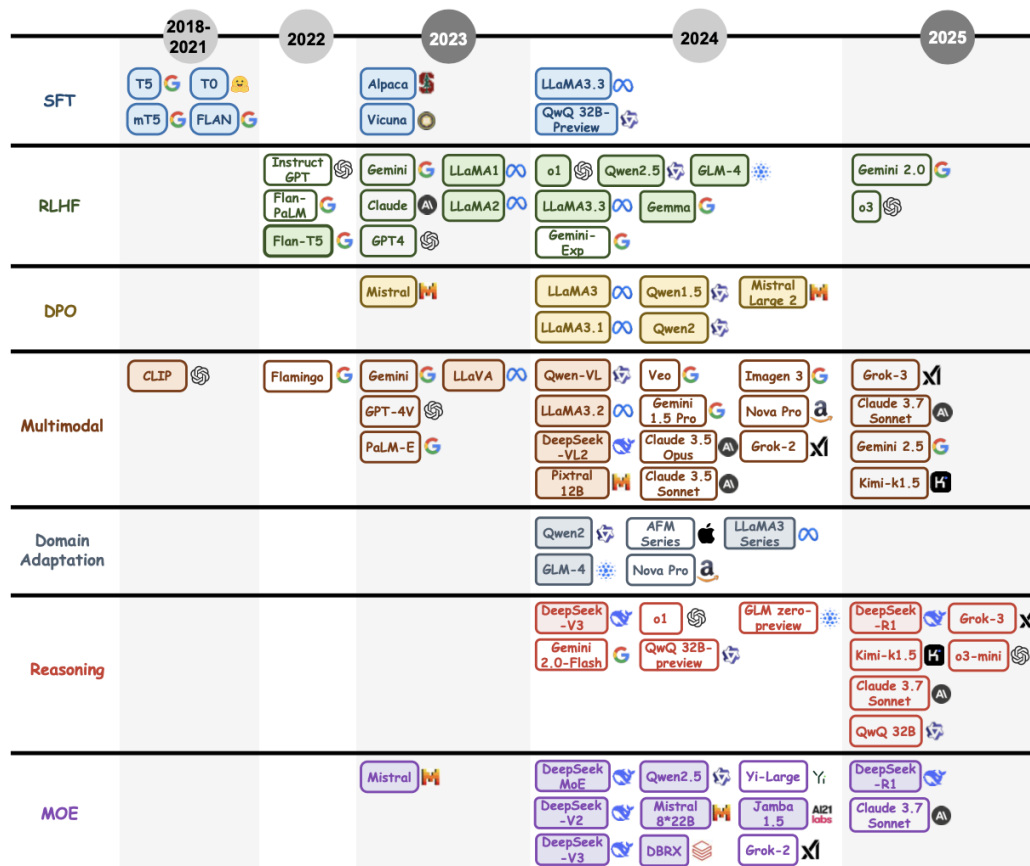 2018-
2021
2022
2023
2024
2025
SFT
T5
T0
mT5
FLAN
Alpaca
Vicuna
LLaMA3.3
QwQ 32B-
Preview
RLHF
Instruct
GPT
Flan-
PaLM
Flan-T5
Gemini
LLaMA1
Claude
AI
LLaMA2
GPT4
o1
Qwen2.5
GLM-4
LLaMA3.3
Gemma
Gemini-
Exp
Gemini 2.0
o3
DPO
Mistral
LLaMA3
Qwen1.5
Mistral
Large 2
LLaMA3.1
Qwen2
Multimodal
CLIP
Flamingo
Gemini
LLaVA
GPT-4V
PaLM-E
Qwen-VL
Veo
Imagen 3
LLaMA3.2
Gemini
1.5 Pro
Nova Pro
DeepSeek
-VL2
Claude 3.5
Opus
AI
Grok-2
Pixtral
12B
Claude 3.5
Sonnet
AI
Grok-3
Claude 3.7
Sonnet
AI
Gemini 2.5
Kimi-k1.5
Domain
Adaptation
Qwen2
AFM
Series
LLaMA3
Series
GLM-4
Nova Pro
Reasoning
DeepSeek
-V3
o1
GLM zero-
preview
Gemini
2.0-Flash
QwQ 32B-
preview
DeepSeek
-R1
Grok-3
Kimi-k1.5
o3-mini
Claude 3.7
Sonnet
AI
QwQ 32B
MOE
Mistral
DeepSeek
MoE
Qwen2.5
Yi-Large
DeepSeek
-V2
Mistral
8*22B
Jamba
1.5
AI21
labs
DeepSeek
-V3
DBRX
Grok-2
DeepSeek
-R1
Claude 3.7
Sonnet
AI